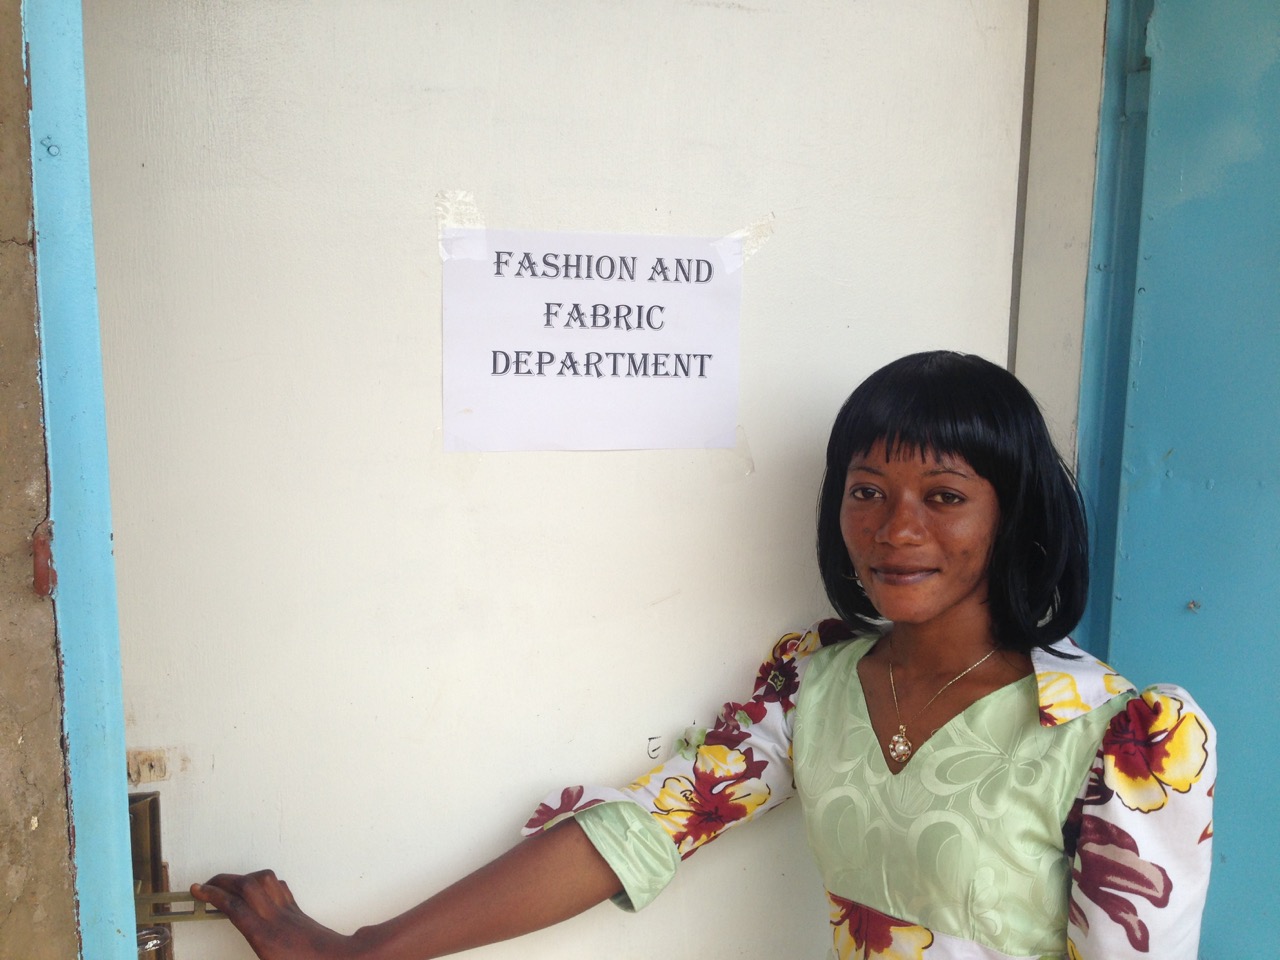 FASHION AND
FABRIC
DEPARTMENT
E